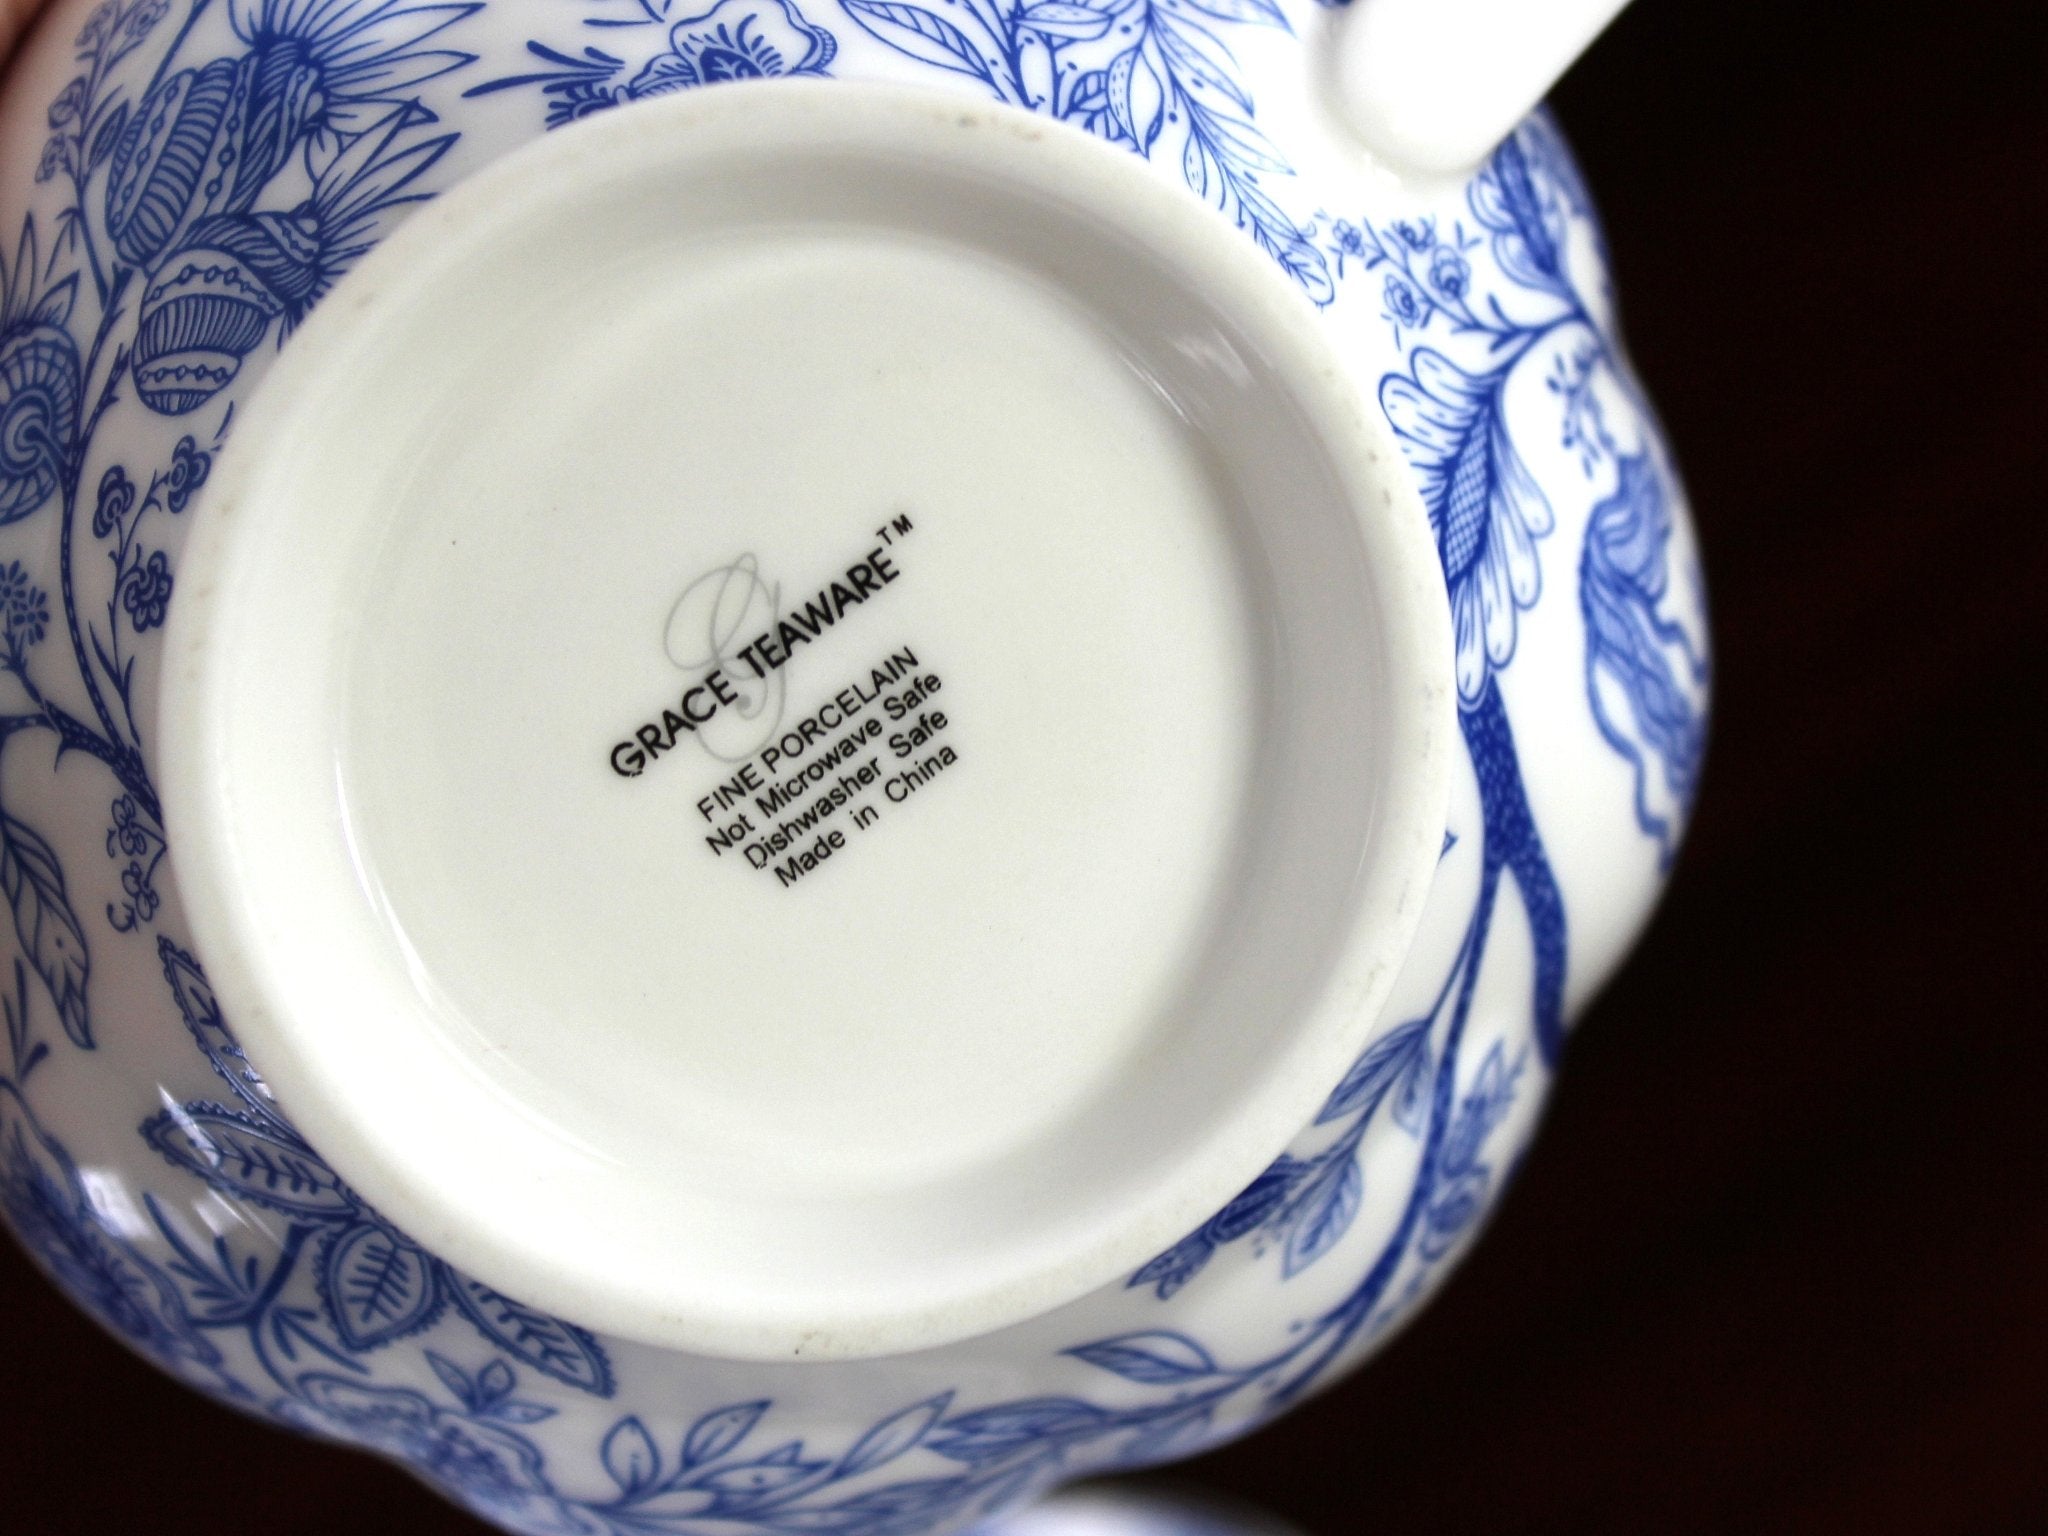 G
GRACE TEAWARE™
FINE PORCELAIN
Not Microwave Safe
Dishwasher Safe
Made in China